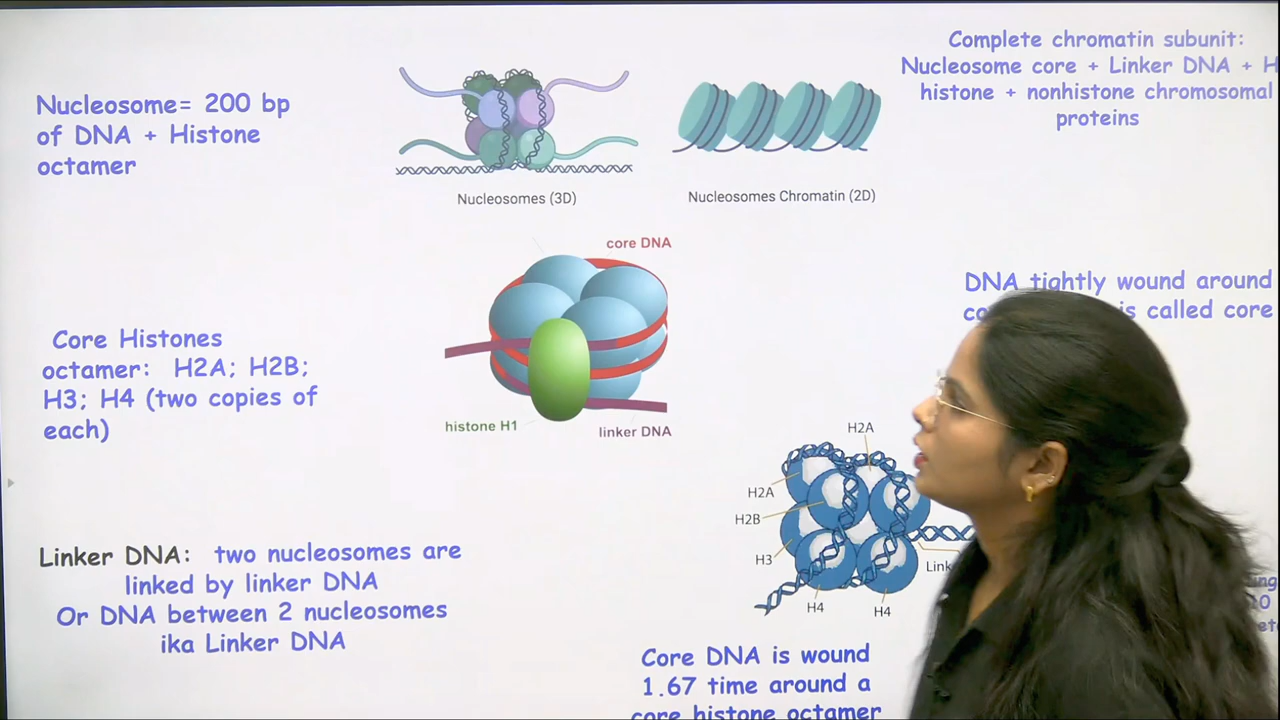 Complete chromatin subunit:
Nucleosome core + Linker DNA + H
histone + nonhistone chromosomal
proteins
Nucleosome= 200 bp
of DNA + Histone
octamer
Nucleosomes (3D)
Nucleosomes Chromatin (2D)
core DNA
histone H1
linker DNA
DNA tightly wound around
is called core
Core Histones
octamer: H2A; H2B;
H3; H4 (two copies of
each)
H2A
H2A
H2B
H3
H4
H4
Linker DNA: two nucleosomes are
linked by linker DNA
Or DNA between 2 nucleosomes
ika Linker DNA
Core DNA is wound
1.67 time around a
core histone octamer